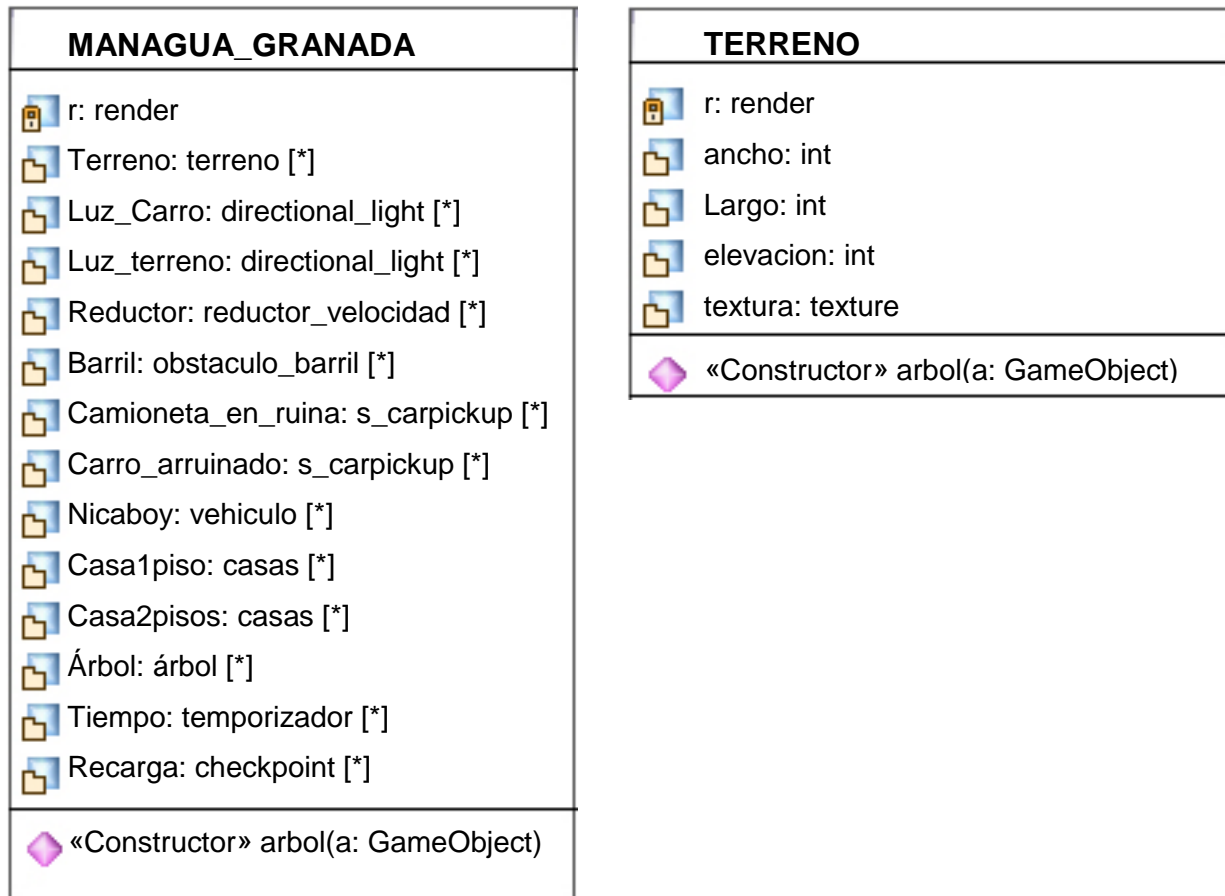 MANAGUA_GRANADA
r: render
Terreno: terreno [*]
Luz_Carro: directional_light [*]
Luz_terreno: directional_light [*]
Reductor: reductor_velocidad [*]
Barril: obstaculo_barril [*]
Camioneta_en_ruina: s_carpickup [*]
Carro_arruinado: s_carpickup [*]
Nicaboy: vehiculo [*]
Casa1piso: casas [*]
Casa2pisos: casas [*]
Árbol: árbol [*]
Tiempo: temporizador [*]
Recarga: checkpoint [*]
«Constructor» arbol(a: GameObject)
TERRENO
r: render
ancho: int
Largo: int
elevacion: int
textura: texture
«Constructor» arbol(a: GameObject)